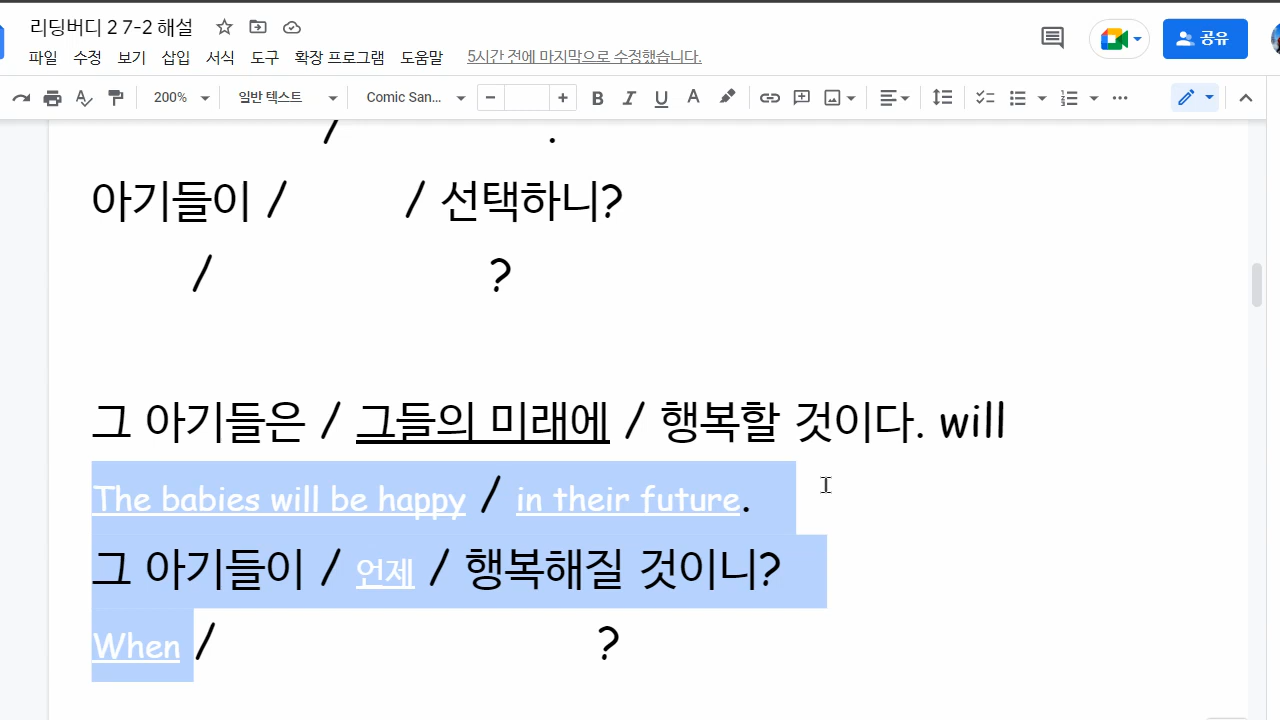 리딩버디 2 7-2 해설
파일 수정 보기 삽입 서식 도구 확장 프로그램 도움말 5시간 전에 마지막으로 수정했습니다.
공유
200% 일반 텍스트 Comic San... B I U A
/ .
아기들이 / / 선택하니?
/ ?
그 아기들은 / 그들의 미래에 / 행복할 것이다. will
The babies will be happy / in their future.
그 아기들이 / 언제 / 행복해질 것이니?
When / ?